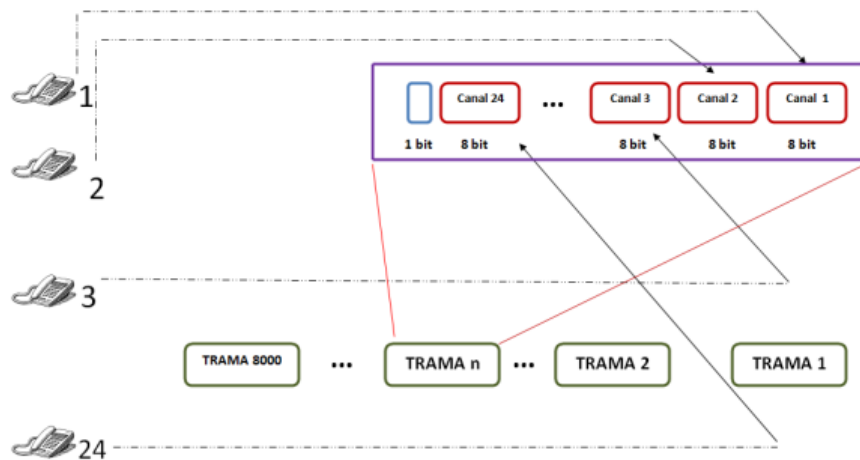 1
Canal 24 ... Canal 3 Canal 2 Canal 1
1 bit 8 bit 8 bit 8 bit 8 bit
2
3
TRAMA 8000 ... TRAMA n ... TRAMA 2 TRAMA 1
24